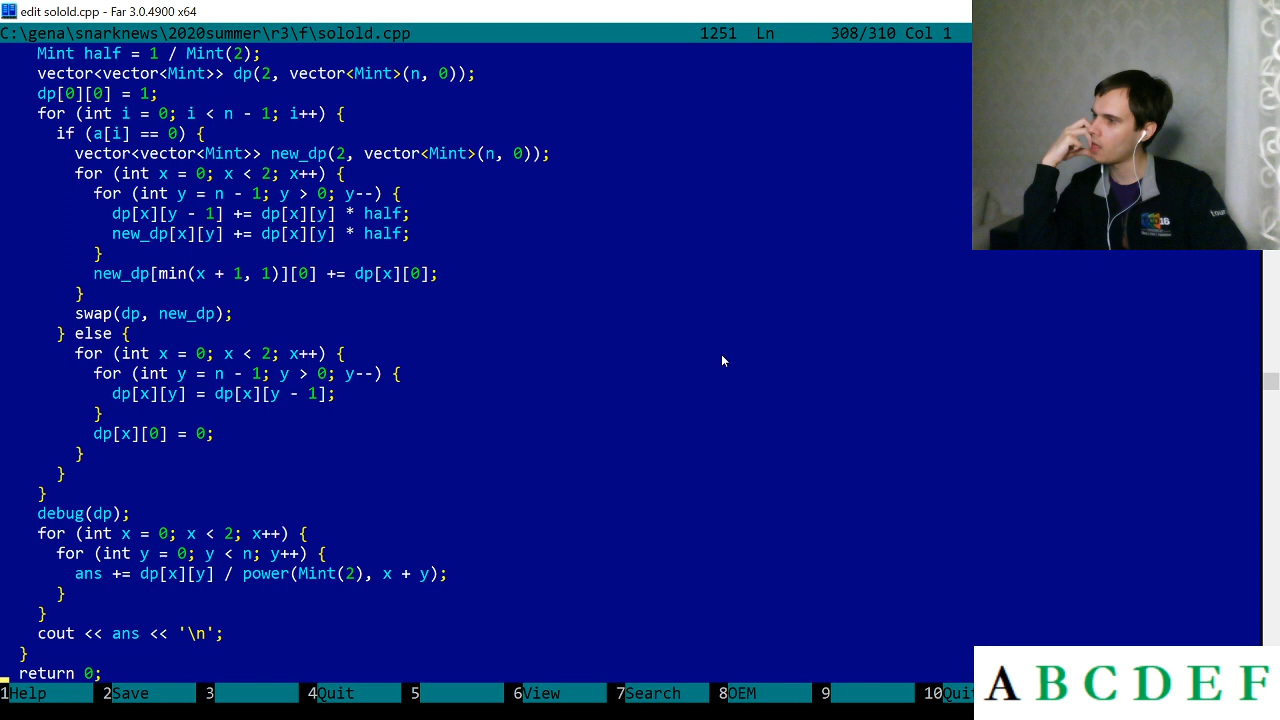 edit solold.cpp - Far 3.0.4900 x64
C:\gena\snarknews\2020summer\r3\f\solold.cpp 1251 Ln 308/310 Col 1
Mint half = 1 / Mint(2);
vector<vector<Mint>> dp(2, vector<Mint>(n, 0));
dp[0][0] = 1;
for (int i = 0; i < n - 1; i++) {
if (a[i] == 0) {
vector<vector<Mint>> new_dp(2, vector<Mint>(n, 0));
for (int x = 0; x < 2; x++) {
for (int y = n - 1; y > 0; y--) {
dp[x][y - 1] += dp[x][y] * half;
new_dp[x][y] += dp[x][y] * half;
}
new_dp[min(x + 1, 1)][0] += dp[x][0];
}
swap(dp, new_dp);
} else {
for (int x = 0; x < 2; x++) {
for (int y = n - 1; y > 0; y--) {
dp[x][y] = dp[x][y - 1];
}
dp[x][0] = 0;
}
}
}
debug(dp);
for (int x = 0; x < 2; x++) {
for (int y = 0; y < n; y++) {
ans += dp[x][y] / power(Mint(2), x + y);
}
}
cout << ans << '\n';
}
return 0;
1Help 2Save 3 4Quit 5 6View 7Search 8OEM 9 10Quit
A B C D E F